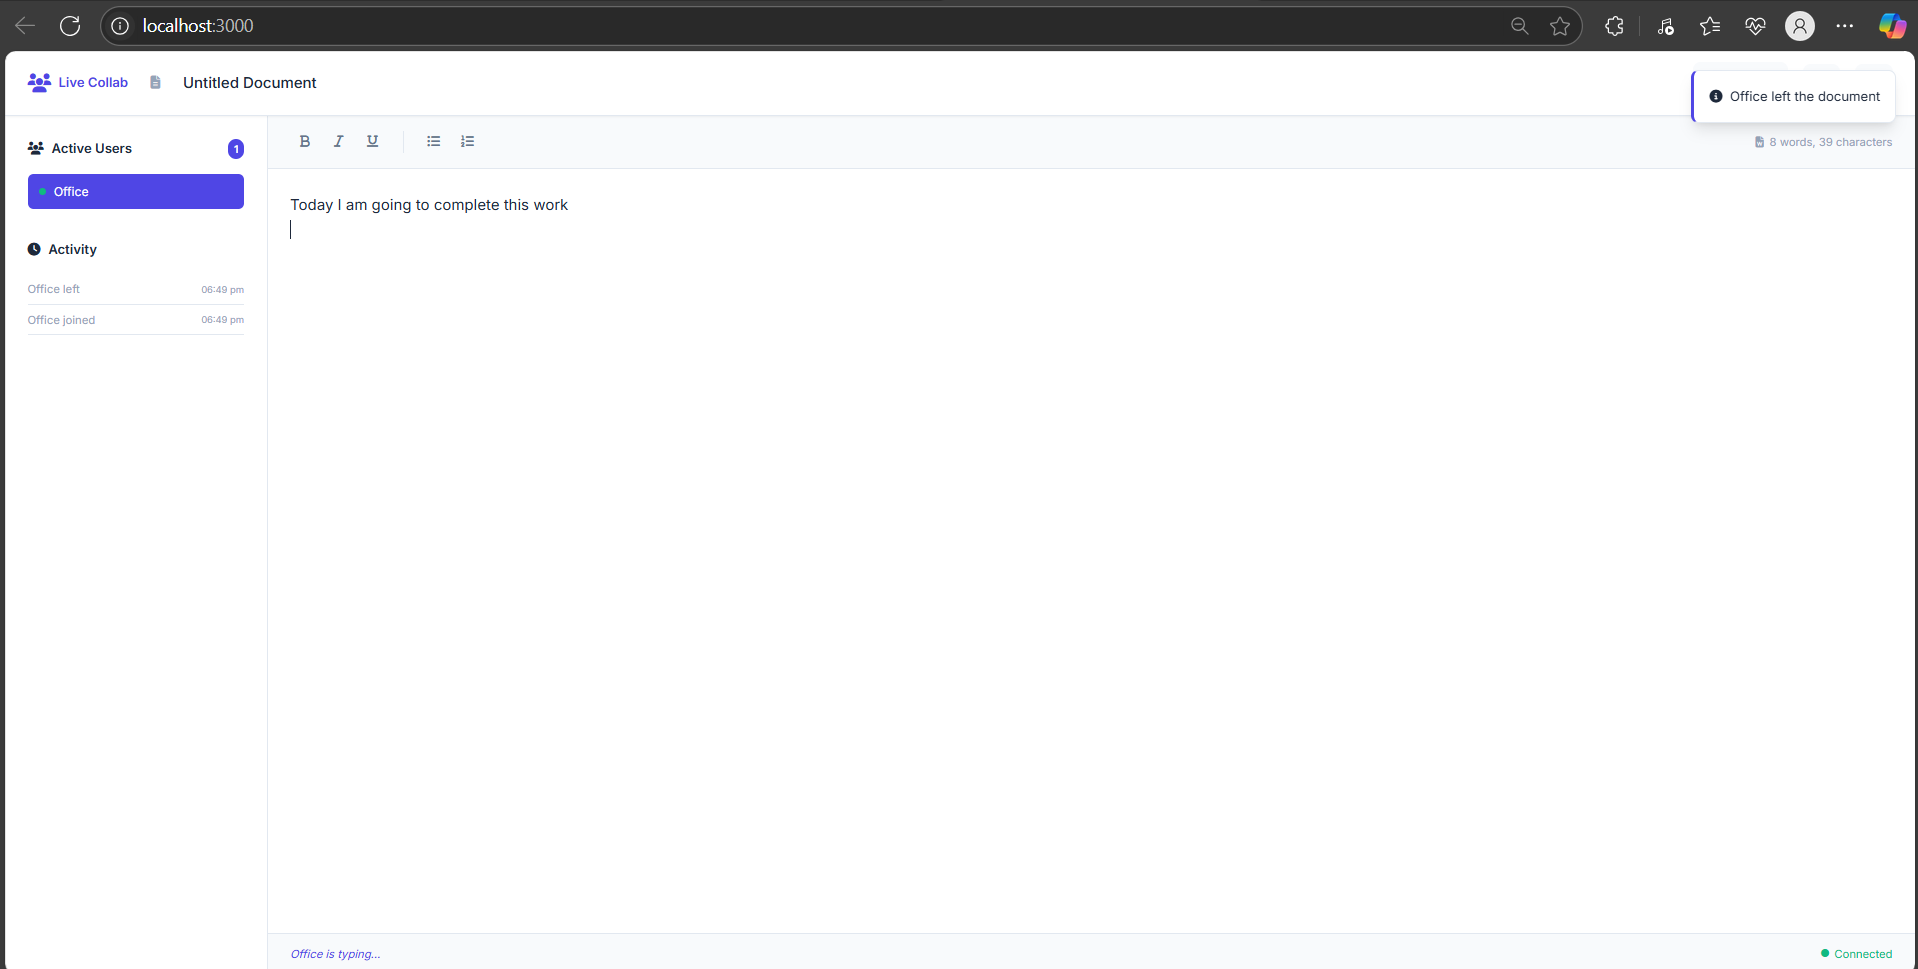 localhost:3000
Live Collab
Untitled Document
Office left the document
Active Users
1
8 words, 39 characters
Office
Today I am going to complete this work
Activity
Office left 06:49 pm
Office joined 06:49 pm
Office is typing...
Connected